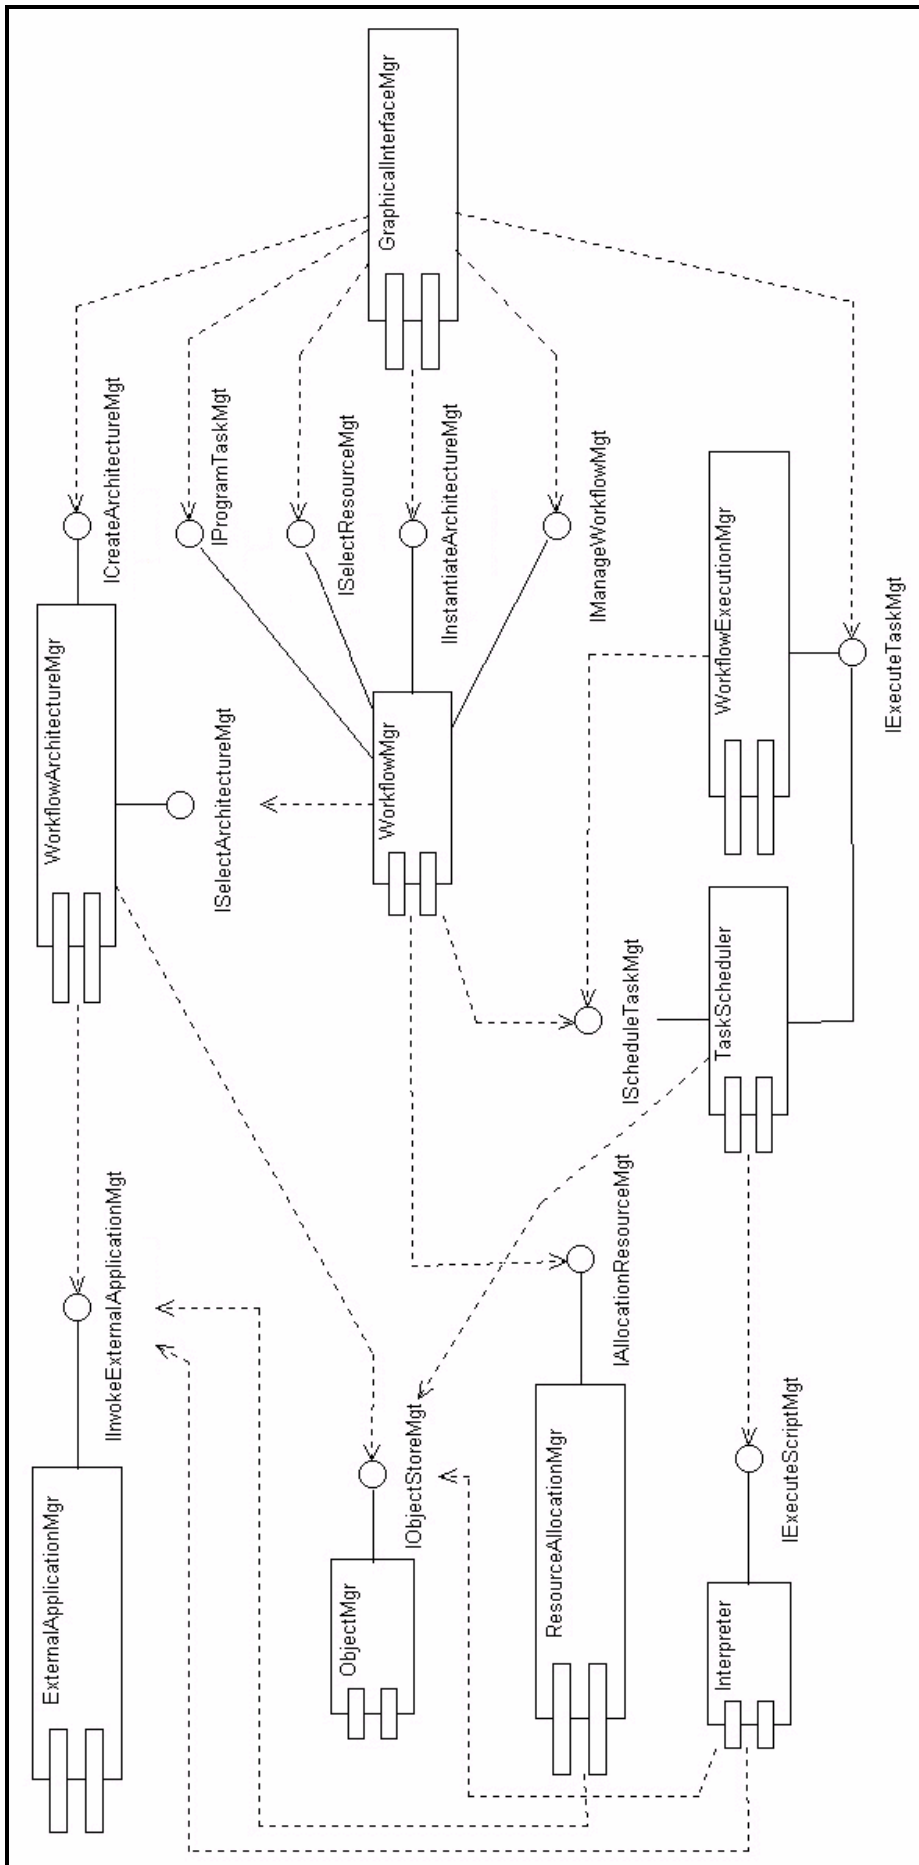 GraphicalInterfaceMgr
ICreateArchitectureMgt
IProgramTaskMgt
ISelectResourceMgt
IInstantiateArchitectureMgt
IManageWorkflowMgt
WorkflowArchitectureMgr
ISelectArchitectureMgt
WorkflowMgr
WorkflowExecutionMgr
IExecuteTaskMgt
IScheduleTaskMgt
TaskScheduler
IInvokeExternalApplicationMgt
IAllocationResourceMgt
ExternalApplicationMgr
IObjectStoreMgt
ObjectMgr
ResourceAllocationMgr
IExecuteScriptMgt
Interpreter